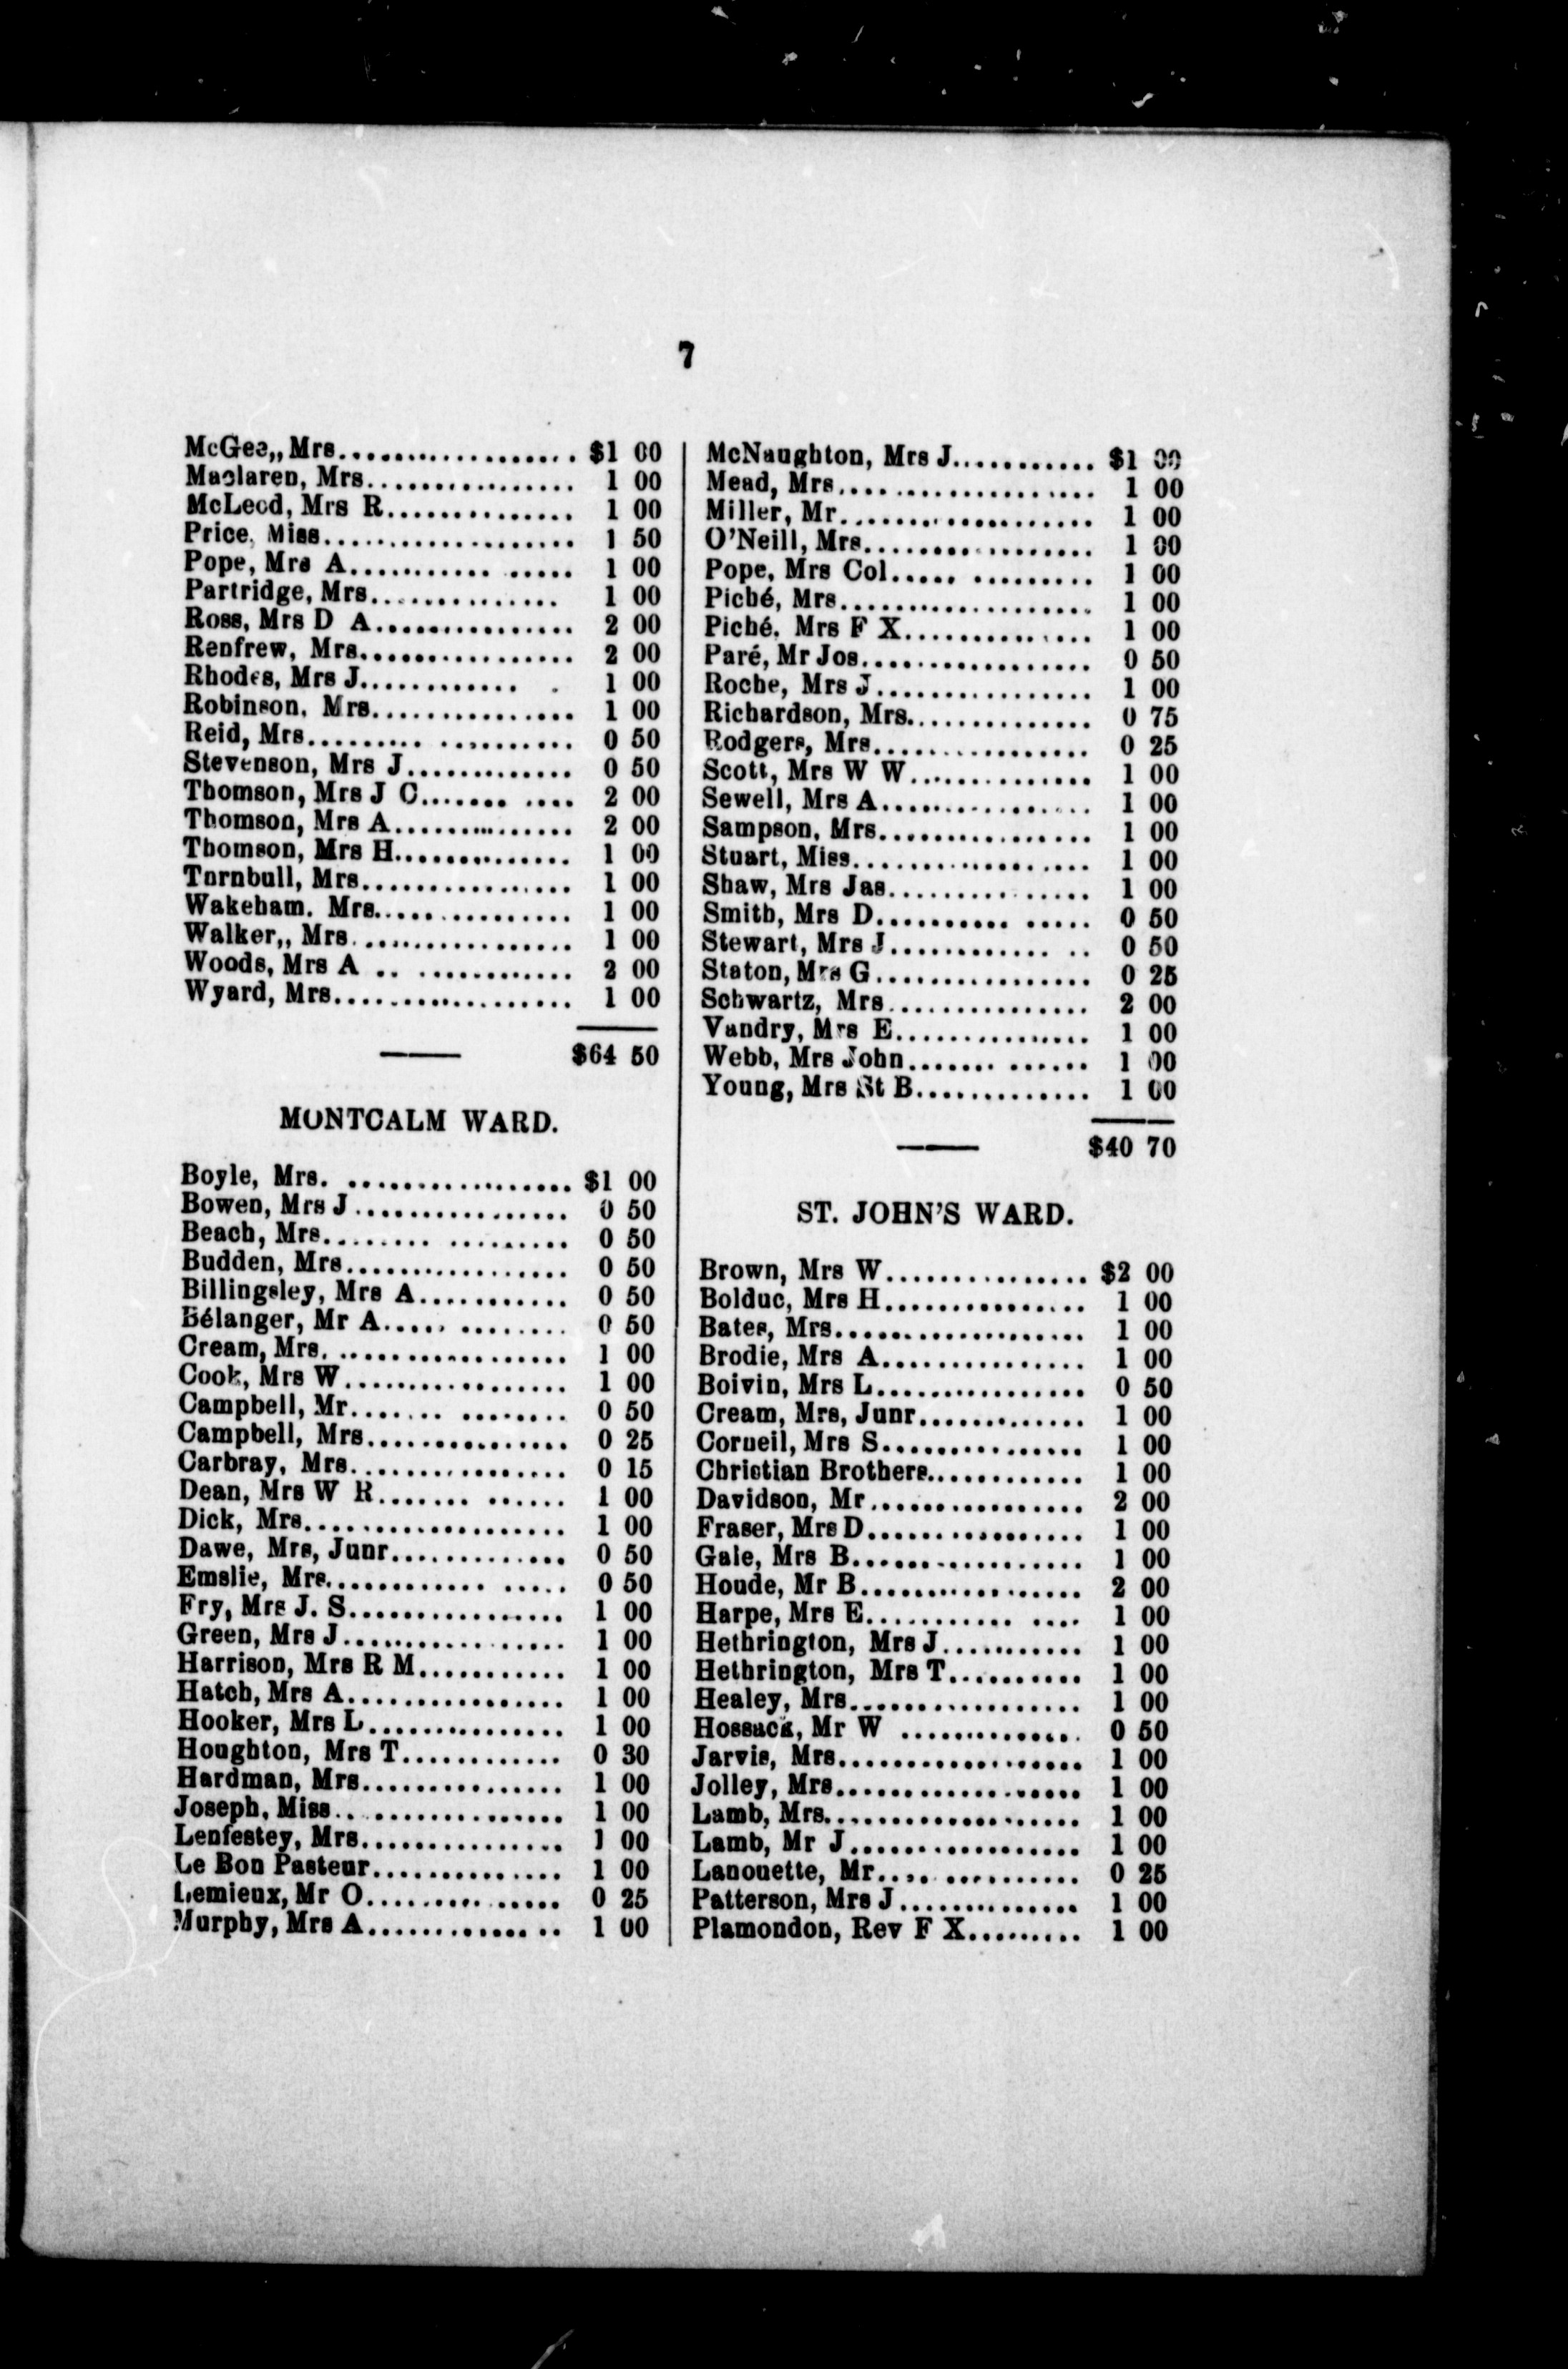 7
McGee,, Mrs................... $1 00
Maclaren, Mrs................ 1 00
McLeod, Mrs R.............. 1 00
Price, Miss................... 1 50
Pope, Mrs A........... ..... 1 00
Partridge, Mrs.............. 1 00
Ross, Mrs D A............... 2 00
Renfrew, Mrs................ 2 00
Rhodes, Mrs J............ . 1 00
Robinson, Mrs............... 1 00
Reid, Mrs......... .......... 0 50
Stevenson, Mrs J............. 0 50
Thomson, Mrs J C....... .... 2 00
Thomson, Mrs A.............. 2 00
Thomson, Mrs H............. 1 00
Turnbull, Mrs................ 1 00
Wakeham. Mrs............... 1 00
Walker,, Mrs................. 1 00
Woods, Mrs A .. ............ 2 00
Wyard, Mrs.................. 1 00
$64 50
MONTCALM WARD.
Boyle, Mrs. ................. $1 00
Bowen, Mrs J................ 0 50
Beach, Mrs........ ......... 0 50
Budden, Mrs................. 0 50
Billingsley, Mrs A........... 0 50
Bélanger, Mr A..... ........ 0 50
Cream, Mrs. ................. 1 00
Cook, Mrs W................. 1 00
Campbell, Mr....... ........ 0 50
Campbell, Mrs............... 0 25
Carbray, Mrs................ 0 15
Dean, Mrs W R....... ...... 1 00
Dick, Mrs.................... 1 00
Dawe, Mrs, Junr............. 0 50
Emslie, Mrs............ ..... 0 50
Fry, Mrs J. S................ 1 00
Green, Mrs J................. 1 00
Harrison, Mrs R M........... 1 00
Hatch, Mrs A................ 1 00
Hooker, Mrs L............... 1 00
Houghton, Mrs T............ 0 30
Hardman, Mrs............... 1 00
Joseph, Miss................. 1 00
Lenfestey, Mrs............... 1 00
Le Bon Pasteur.............. 1 00
Lemieux, Mr O............... 0 25
Murphy, Mrs A............ .. 1 00
McNaughton, Mrs J........... $1 00
Mead, Mrs................... 1 00
Miller, Mr................... 1 00
O'Neill, Mrs................. 1 00
Pope, Mrs Col..... ......... 1 00
Piché, Mrs................... 1 00
Piché. Mrs F X.............. 1 00
Paré, Mr Jos................. 0 50
Roche, Mrs J................ 1 00
Richardson, Mrs.............. 0 75
Rodgers, Mrs................ 0 25
Scott, Mrs W W.............. 1 00
Sewell, Mrs A................ 1 00
Sampson, Mrs................ 1 00
Stuart, Miss.................. 1 00
Shaw, Mrs Jas............... 1 00
Smith, Mrs D.......... ..... 0 50
Stewart, Mrs J............ .. 0 50
Staton, Mrs G................ 0 25
Schwartz, Mrs............... 2 00
Vandry, Mrs E............... 1 00
Webb, Mrs John....... ...... 1 00
Young, Mrs St B............. 1 00
$40 70
ST. JOHN'S WARD.
Brown, Mrs W............... $2 00
Bolduc, Mrs H............... 1 00
Bates, Mrs................... 1 00
Brodie, Mrs A............... 1 00
Boivin, Mrs L................ 0 50
Cream, Mrs, Junr............. 1 00
Corneil, Mrs S............... 1 00
Christian Brothers............ 1 00
Davidson, Mr................ 2 00
Fraser, Mrs D................ 1 00
Gale, Mrs B................. 1 00
Houde, Mr B................. 2 00
Harpe, Mrs E........... .... 1 00
Hethrington, Mrs J........... 1 00
Hethrington, Mrs T.......... 1 00
Healey, Mrs................. 1 00
Hossack, Mr W ............. 0 50
Jarvis, Mrs.................. 1 00
Jolley, Mrs................... 1 00
Lamb, Mrs................... 1 00
Lamb, Mr J.................. 1 00
Lanouette, Mr.... .......... 0 25
Patterson, Mrs J.............. 1 00
Plamondon, Rev F X......... 1 00